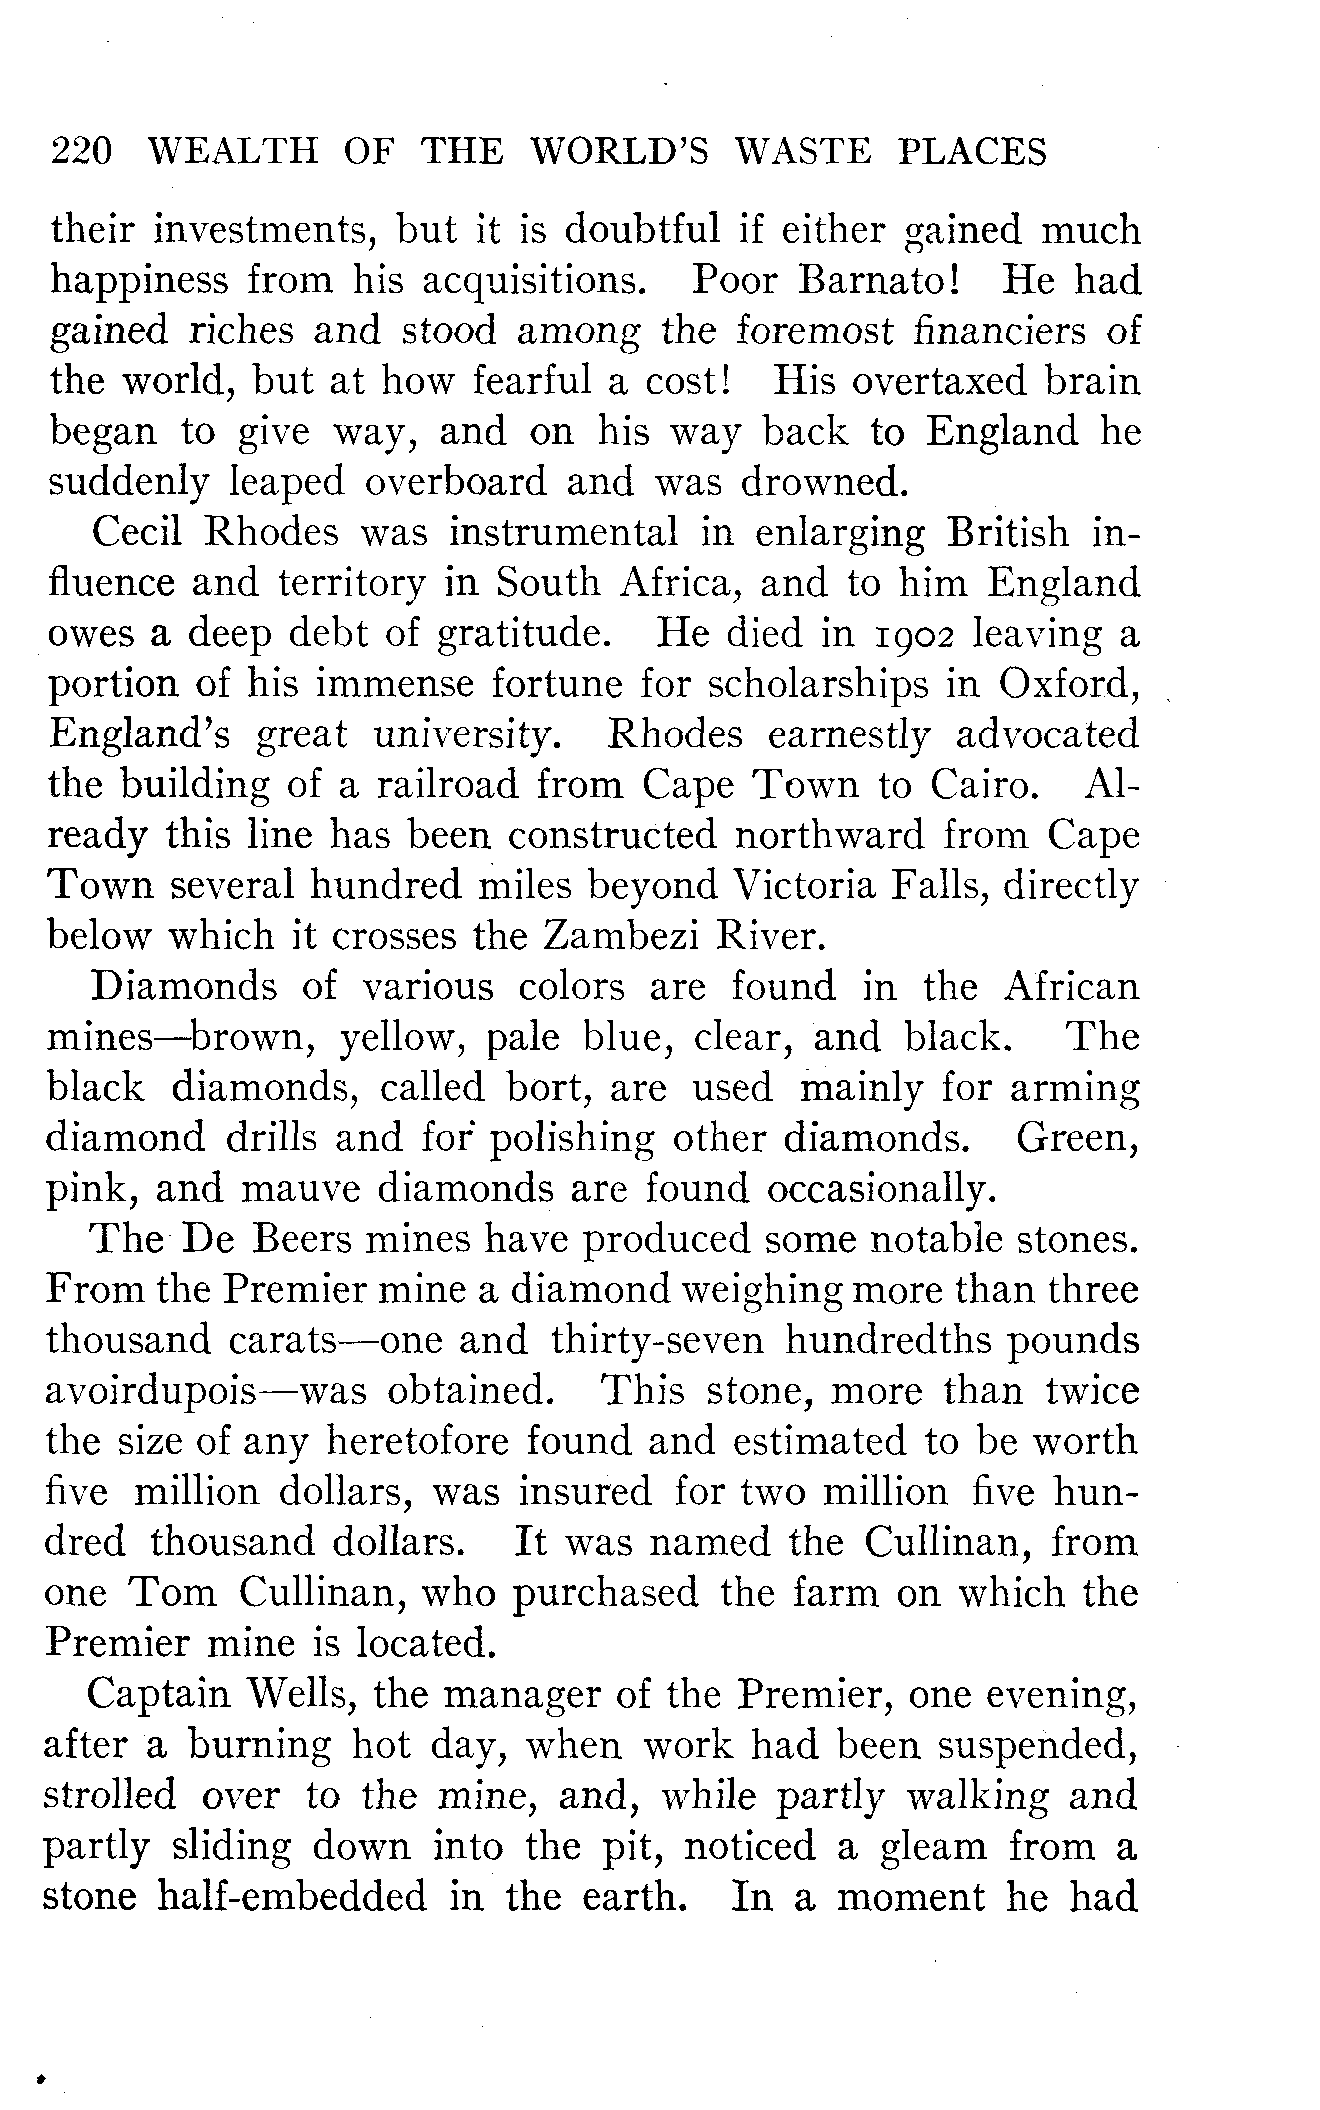 220 WEALTH OF THE WORLD'S WASTE PLACES
their investments, but it is doubtful if either gained much
happiness from his acquisitions. Poor Barnato! He had
gained riches and stood among the foremost financiers of
the world, but at how fearful a cost! His overtaxed brain
began to give way, and on his way back to England he
suddenly leaped overboard and was drowned.
Cecil Rhodes was instrumental in enlarging British in-
fluence and territory in South Africa, and to him England
owes a deep debt of gratitude. He died in 1902 leaving a
portion of his immense fortune for scholarships in Oxford,
England's great university. Rhodes earnestly advocated
the building of a railroad from Cape Town to Cairo. Al-
ready this line has been constructed northward from Cape
Town several hundred miles beyond Victoria Falls, directly
below which it crosses the Zambezi River.
Diamonds of various colors are found in the African
mines—brown, yellow, pale blue, clear, and black. The
black diamonds, called bort, are used mainly for arming
diamond drills and for polishing other diamonds. Green,
pink, and mauve diamonds are found occasionally.
The De Beers mines have produced some notable stones.
From the Premier mine a diamond weighing more than three
thousand carats—one and thirty-seven hundredths pounds
avoirdupois—was obtained. This stone, more than twice
the size of any heretofore found and estimated to be worth
five million dollars, was insured for two million five hun-
dred thousand dollars. It was named the Cullinan, from
one Tom Cullinan, who purchased the farm on which the
Premier mine is located.
Captain Wells, the manager of the Premier, one evening,
after a burning hot day, when work had been suspended,
strolled over to the mine, and, while partly walking and
partly sliding down into the pit, noticed a gleam from a
stone half-embedded in the earth. In a moment he had